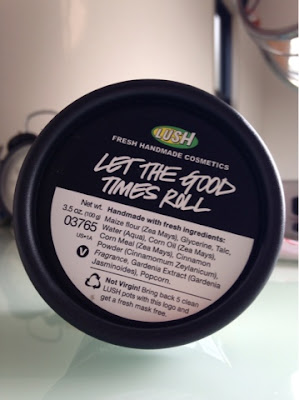 LUSH
FRESH HANDMADE COSMETICS
LET THE GOOD
TIMES ROLL
Net wt. Handmade with fresh ingredients:
3.5 oz. (100 g) Maize flour (Zea Mays), Glycerine, Talc,
03765 Water (Aqua), Corn Oil (Zea Mays),
US+1A Corn Meal (Zea Mays), Cinnamon
V Powder (Cinnamomum Zeylanicum),
Fragrance, Gardenia Extract (Gardenia
Jasminoides), Popcorn.
Not Virgin! Bring back 5 clean
LUSH pots with this logo and
get a fresh mask free.